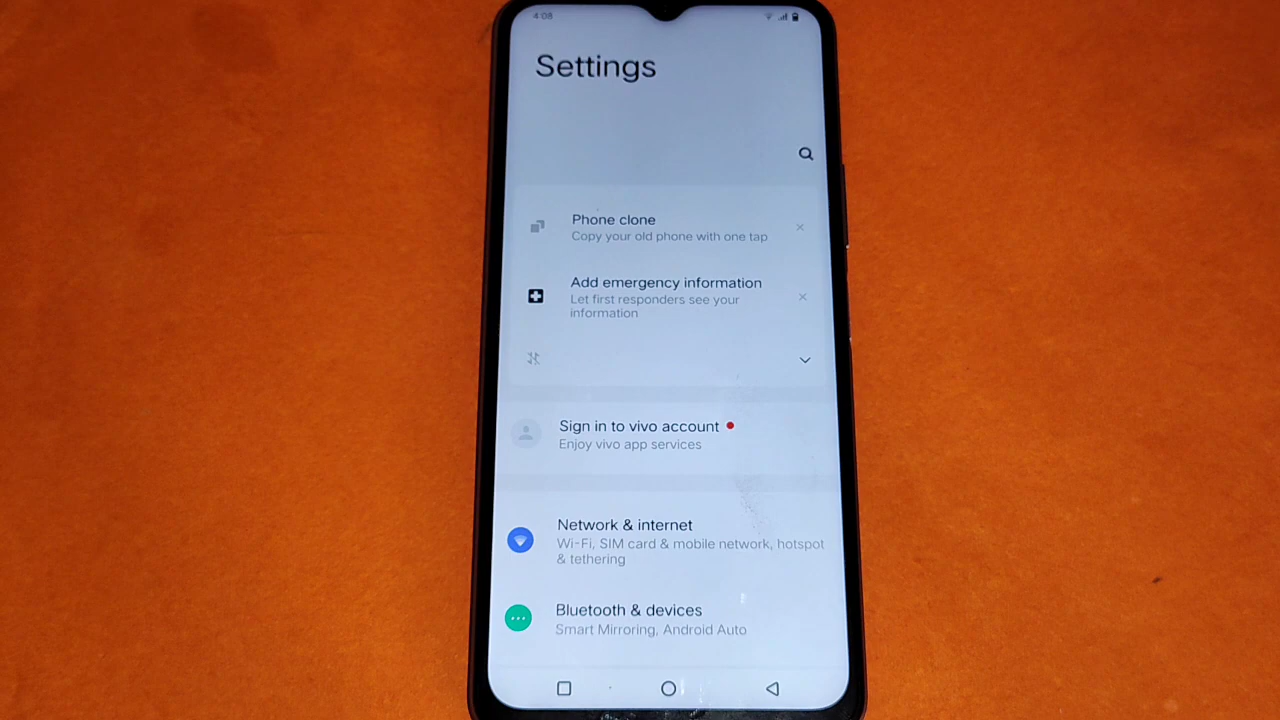 4:08
Settings
Phone clone
Copy your old phone with one tap
Add emergency information
Let first responders see your
information
Sign in to vivo account
Enjoy vivo app services
Network & internet
Wi-Fi, SIM card & mobile network, hotspot
& tethering
Bluetooth & devices
Smart Mirroring, Android Auto